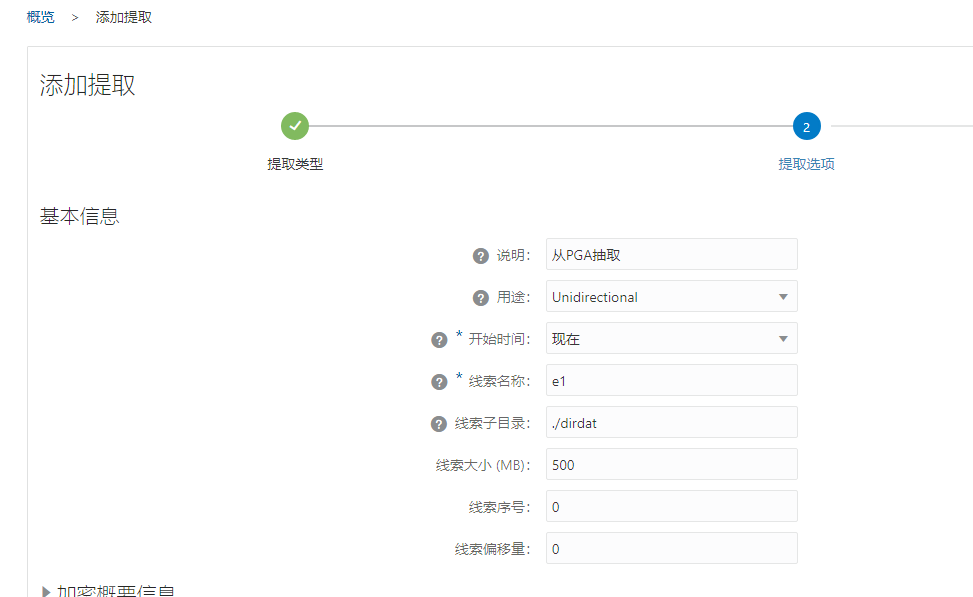 概览 > 添加提取
添加提取
2
提取类型 提取选项
基本信息
? 说明： 从PGA抽取
? 用途： Unidirectional
? * 开始时间： 现在
? * 线索名称： e1
? 线索子目录： ./dirdat
线索大小 (MB)： 500
线索序号： 0
线索偏移量： 0
加密概要信息